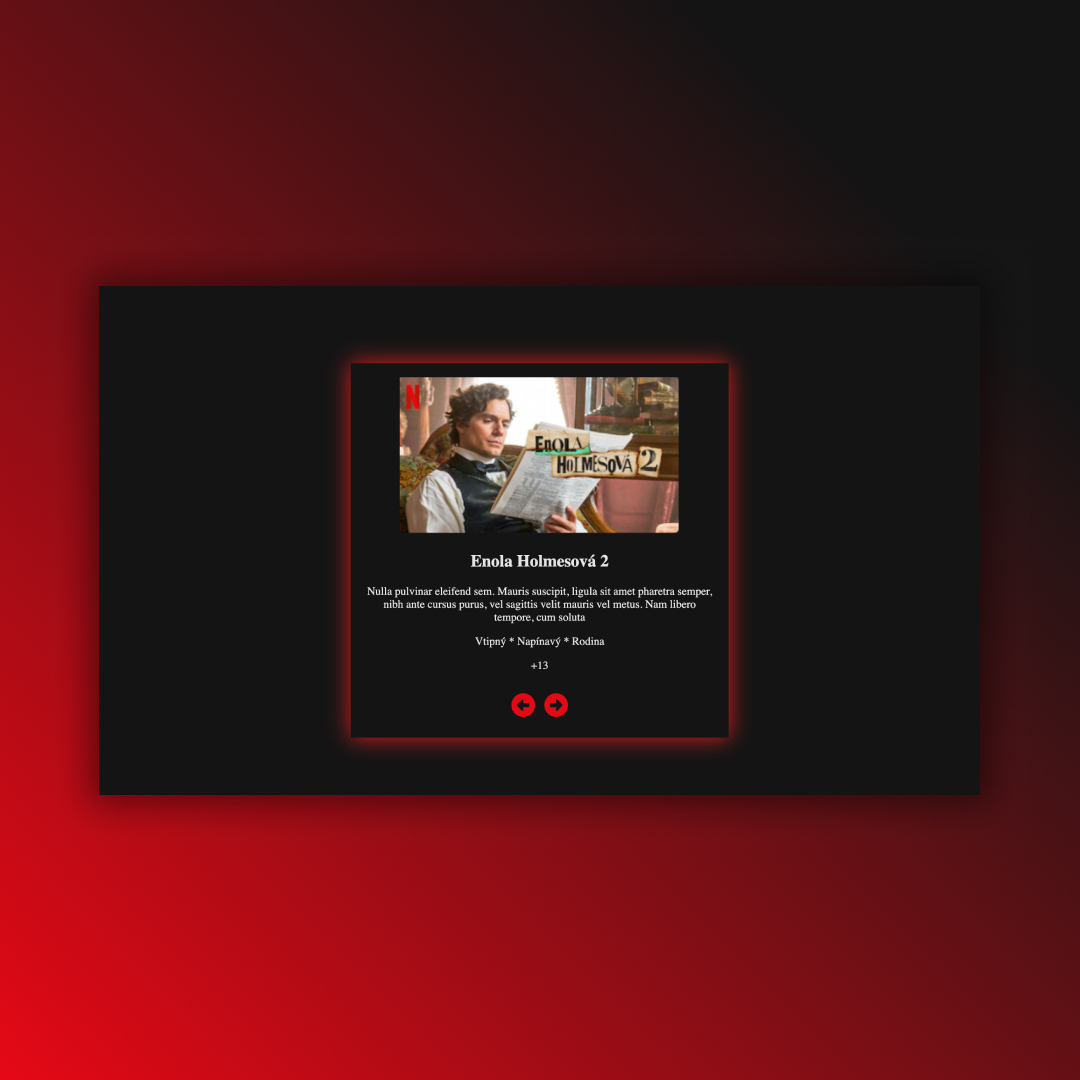 N
ENOLA
HOLMESOVÁ 2
Enola Holmesová 2
Nulla pulvinar eleifend sem. Mauris suscipit, ligula sit amet pharetra semper,
nibh ante cursus purus, vel sagittis velit mauris vel metus. Nam libero
tempore, cum soluta
Vtipný * Napínavý * Rodina
+13